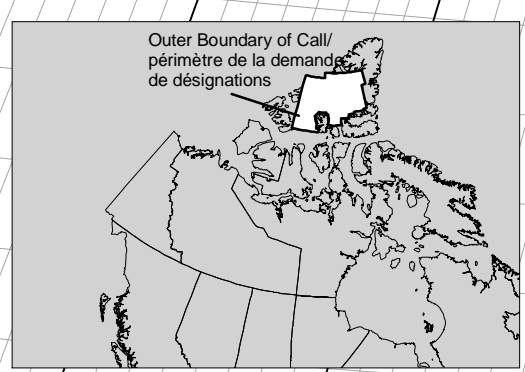 Outer Boundary of Call/
périmètre de la demande
de désignations